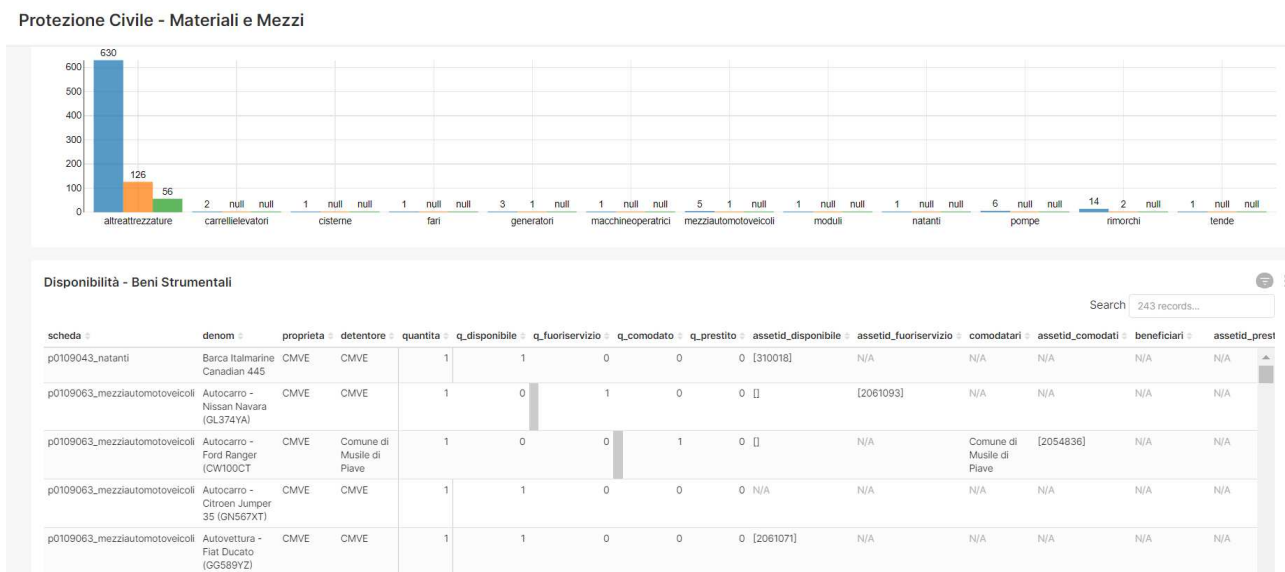 Protezione Civile - Materiali e Mezzi
630
600
500
400
300
200
100
0
126
56
2 null null
1 null null
1 null null
3 1 null
1 null null
5 1 null
1 null null
1 null null
6 null null
14 2 null
1 null null
altreattrezzature carrellielevatori cisterne fari generatori macchineoperatrici mezziautomotoveicoli moduli natanti pompe rimorchi tende
Disponibilità - Beni Strumentali
Search 243 records...
scheda denom proprieta detentore quantita q_disponibile q_fuoriservizio q_comodato q_prestito assetid_disponibile assetid_fuoriservizio comodatari assetid_comodati beneficiari assetid_prest
p0109043_natanti Barca Italmarine CMVE CMVE 1 1 0 0 0 [310018] N/A N/A N/A N/A N/A
Canadian 445
p0109063_mezziautomotoveicoli Autocarro - CMVE CMVE 1 0 1 0 0 [] [2061093] N/A N/A N/A N/A
Nissan Navara
(GL374YA)
p0109063_mezziautomotoveicoli Autocarro - CMVE Comune di 1 0 0 1 0 [] N/A Comune di [2054836] N/A N/A
Ford Ranger Musile di Musile di
(CW100CT Piave Piave
p0109063_mezziautomotoveicoli Autocarro - CMVE CMVE 1 1 0 0 0 N/A N/A N/A N/A N/A N/A
Citroen Jumper
35 (GN567XT)
p0109063_mezziautomotoveicoli Autovettura - CMVE CMVE 1 1 0 0 0 [2061071] N/A N/A N/A N/A N/A
Fiat Ducato
(GG589YZ)